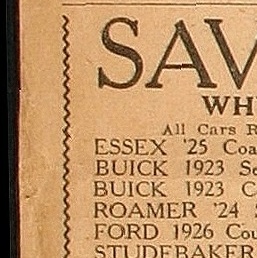 SAV
WH
All Cars R
ESSEX '25 Coa
BUICK 1923 Se
BUICK 1923 C
ROAMER '24 S
FORD 1926 Cou
STUDEBAKER